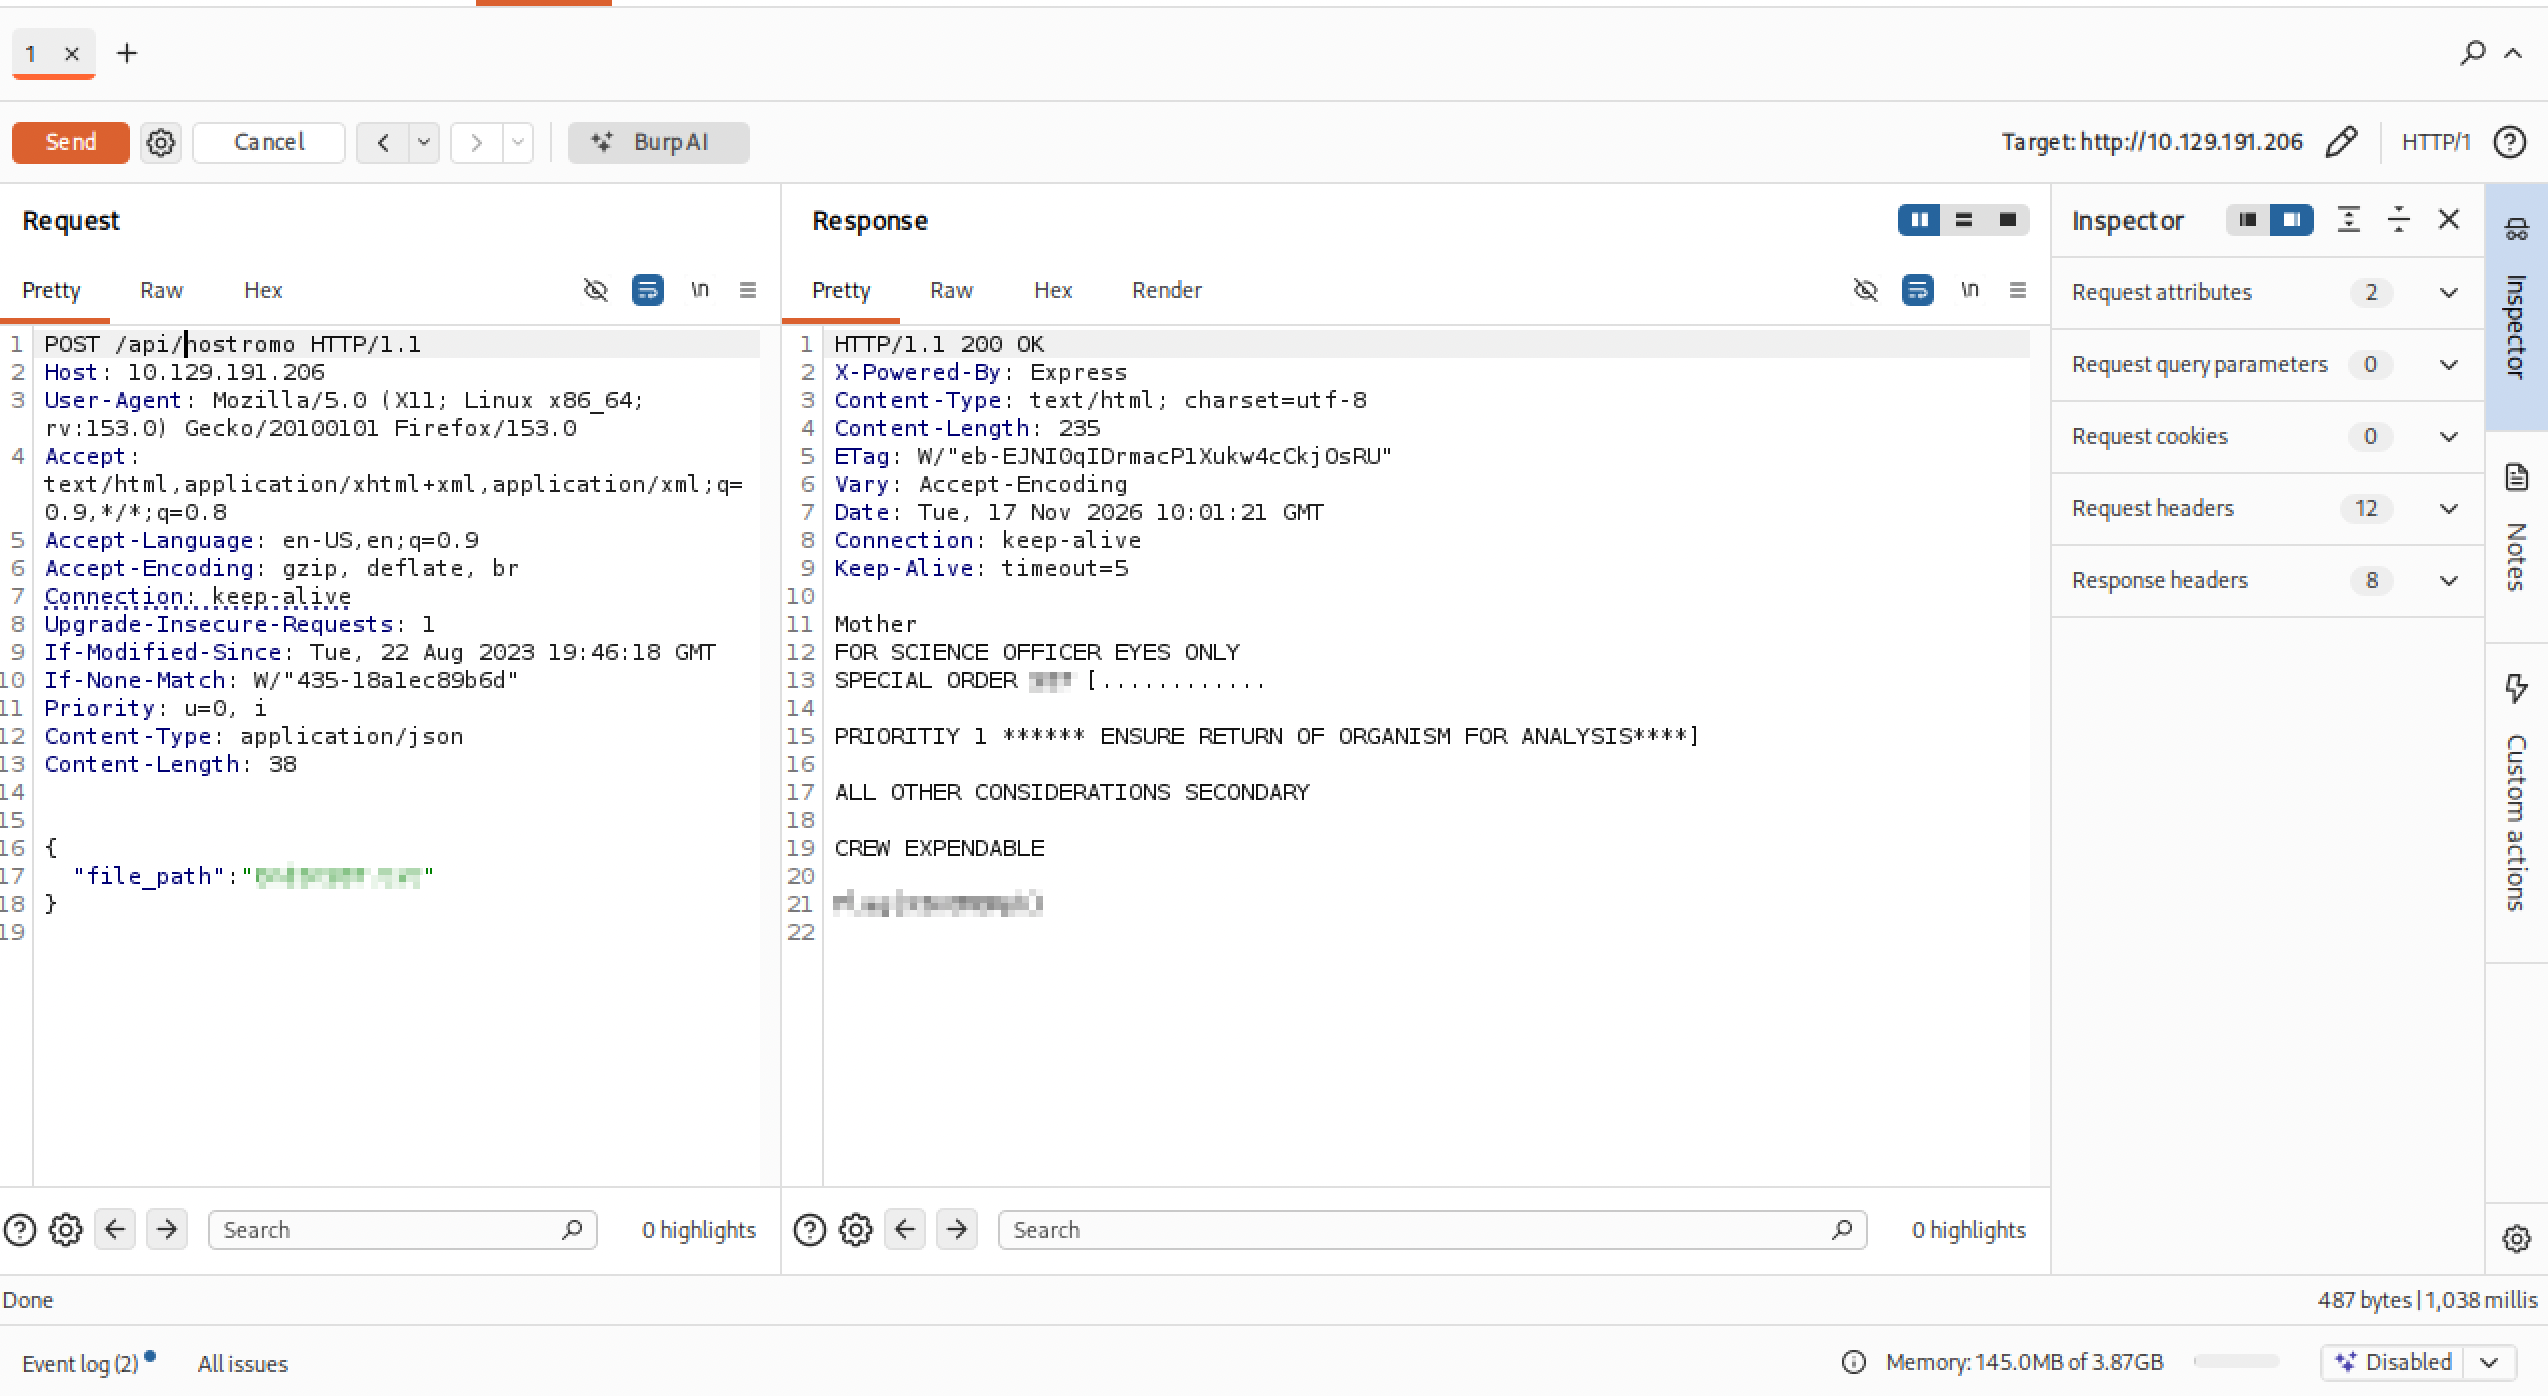 1
Send
Cancel
Burp AI
Target: http://10.129.191.206
HTTP/1
Request
Pretty
Raw
Hex
\n
1 POST /api/nostromo HTTP/1.1
2 Host: 10.129.191.206
3 User-Agent: Mozilla/5.0 (X11; Linux x86_64;
rv:153.0) Gecko/20100101 Firefox/153.0
4 Accept:
text/html,application/xhtml+xml,application/xml;q=
0.9,*/*;q=0.8
5 Accept-Language: en-US,en;q=0.9
6 Accept-Encoding: gzip, deflate, br
7 Connection: keep-alive
8 Upgrade-Insecure-Requests: 1
9 If-Modified-Since: Tue, 22 Aug 2023 19:46:18 GMT
10 If-None-Match: W/"435-18a1ec89b6d"
11 Priority: u=0, i
12 Content-Type: application/json
13 Content-Length: 38
14
15
16 {
17 "file_path":""
18 }
19
Search
0 highlights
Response
Pretty
Raw
Hex
Render
\n
1 HTTP/1.1 200 OK
2 X-Powered-By: Express
3 Content-Type: text/html; charset=utf-8
4 Content-Length: 235
5 ETag: W/"eb-EJNI0qIDrmacP1Xukw4cCkjOsRU"
6 Vary: Accept-Encoding
7 Date: Tue, 17 Nov 2026 10:01:21 GMT
8 Connection: keep-alive
9 Keep-Alive: timeout=5
10
11 Mother
12 FOR SCIENCE OFFICER EYES ONLY
13 SPECIAL ORDER [............
14
15 PRIORITIY 1 ****** ENSURE RETURN OF ORGANISM FOR ANALYSIS****]
16
17 ALL OTHER CONSIDERATIONS SECONDARY
18
19 CREW EXPENDABLE
20
21
22
Search
0 highlights
Inspector
Request attributes 2
Request query parameters 0
Request cookies 0
Request headers 12
Response headers 8
Inspector
Notes
Custom actions
Done
487 bytes | 1,038 millis
Event log (2)
All issues
Memory: 145.0MB of 3.87GB
Disabled